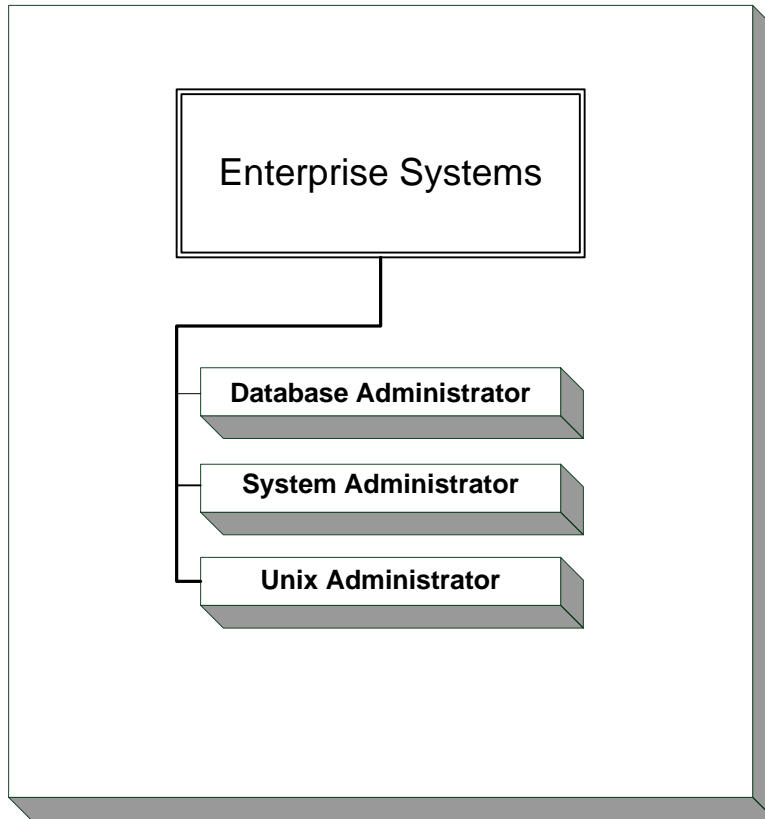 Enterprise Systems
Database Administrator
System Administrator
Unix Administrator